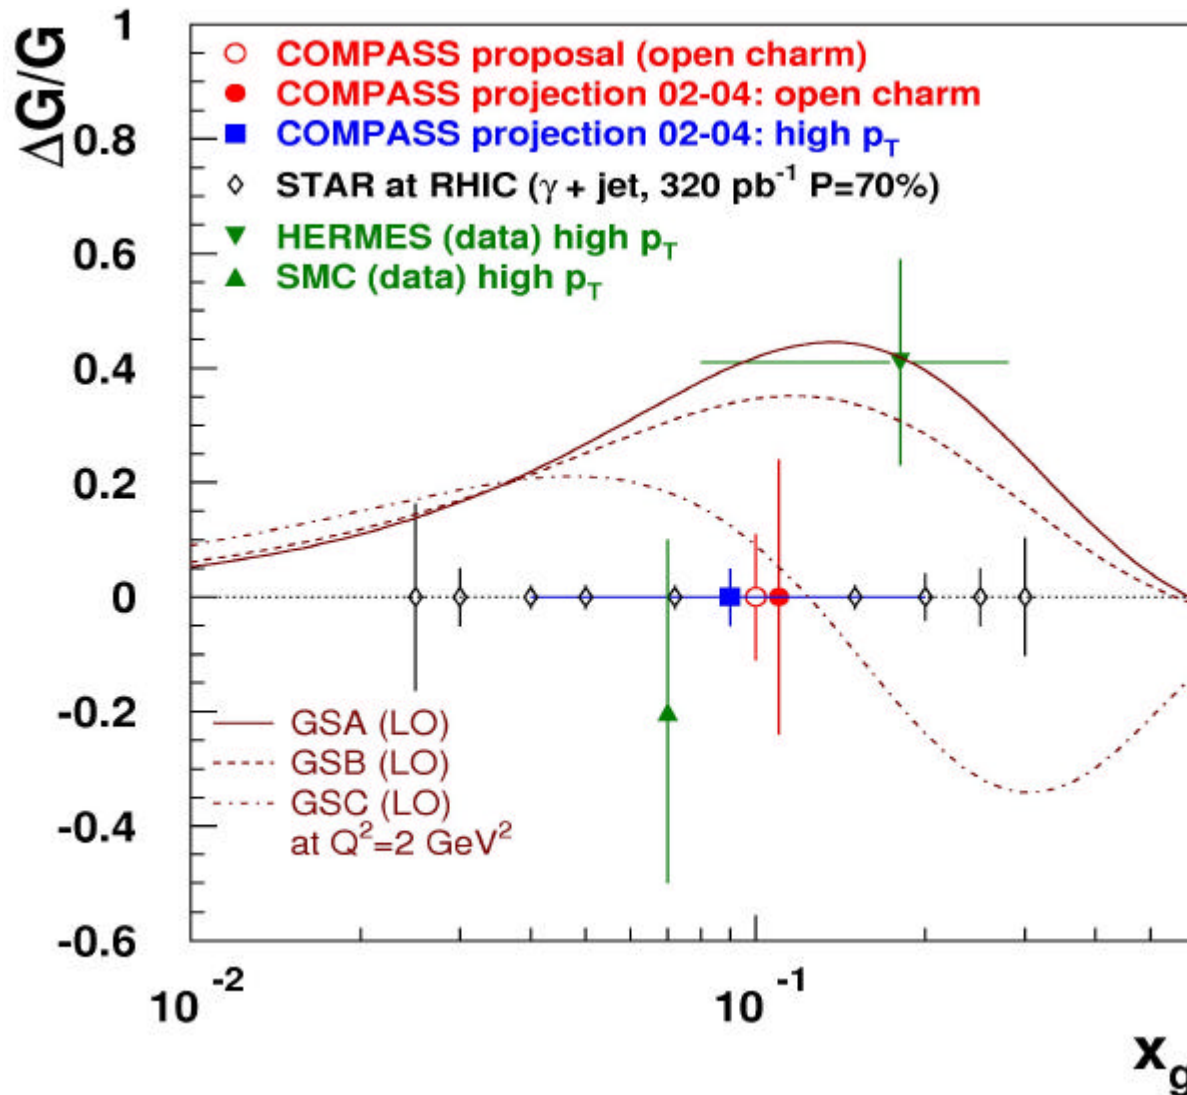 1
ΔG/G
COMPASS proposal (open charm)
COMPASS projection 02-04: open charm
COMPASS projection 02-04: high pT
0.8
STAR at RHIC (γ + jet, 320 pb-1 P=70%)
HERMES (data) high pT
0.6
SMC (data) high pT
0.4
0.2
0
-0.2
GSA (LO)
GSB (LO)
GSC (LO)
-0.4
at Q2=2 GeV2
-0.6
10-2
10-1
xg